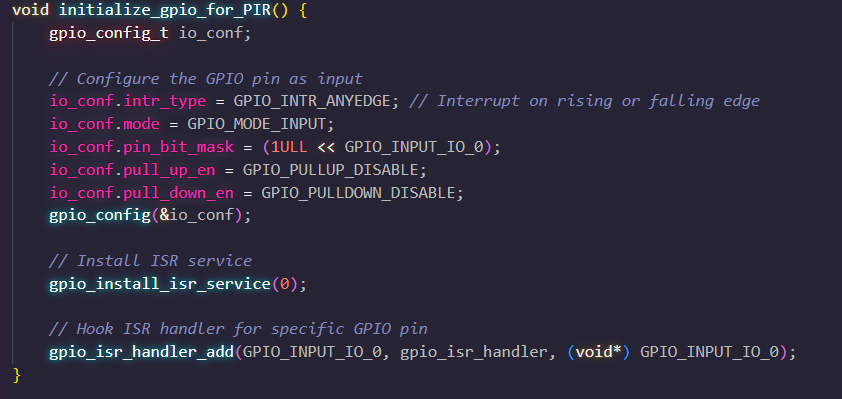 void initialize_gpio_for_PIR() {
    gpio_config_t io_conf;

    // Configure the GPIO pin as input
    io_conf.intr_type = GPIO_INTR_ANYEDGE; // Interrupt on rising or falling edge
    io_conf.mode = GPIO_MODE_INPUT;
    io_conf.pin_bit_mask = (1ULL << GPIO_INPUT_IO_0);
    io_conf.pull_up_en = GPIO_PULLUP_DISABLE;
    io_conf.pull_down_en = GPIO_PULLDOWN_DISABLE;
    gpio_config(&io_conf);

    // Install ISR service
    gpio_install_isr_service(0);

    // Hook ISR handler for specific GPIO pin
    gpio_isr_handler_add(GPIO_INPUT_IO_0, gpio_isr_handler, (void*) GPIO_INPUT_IO_0);
}